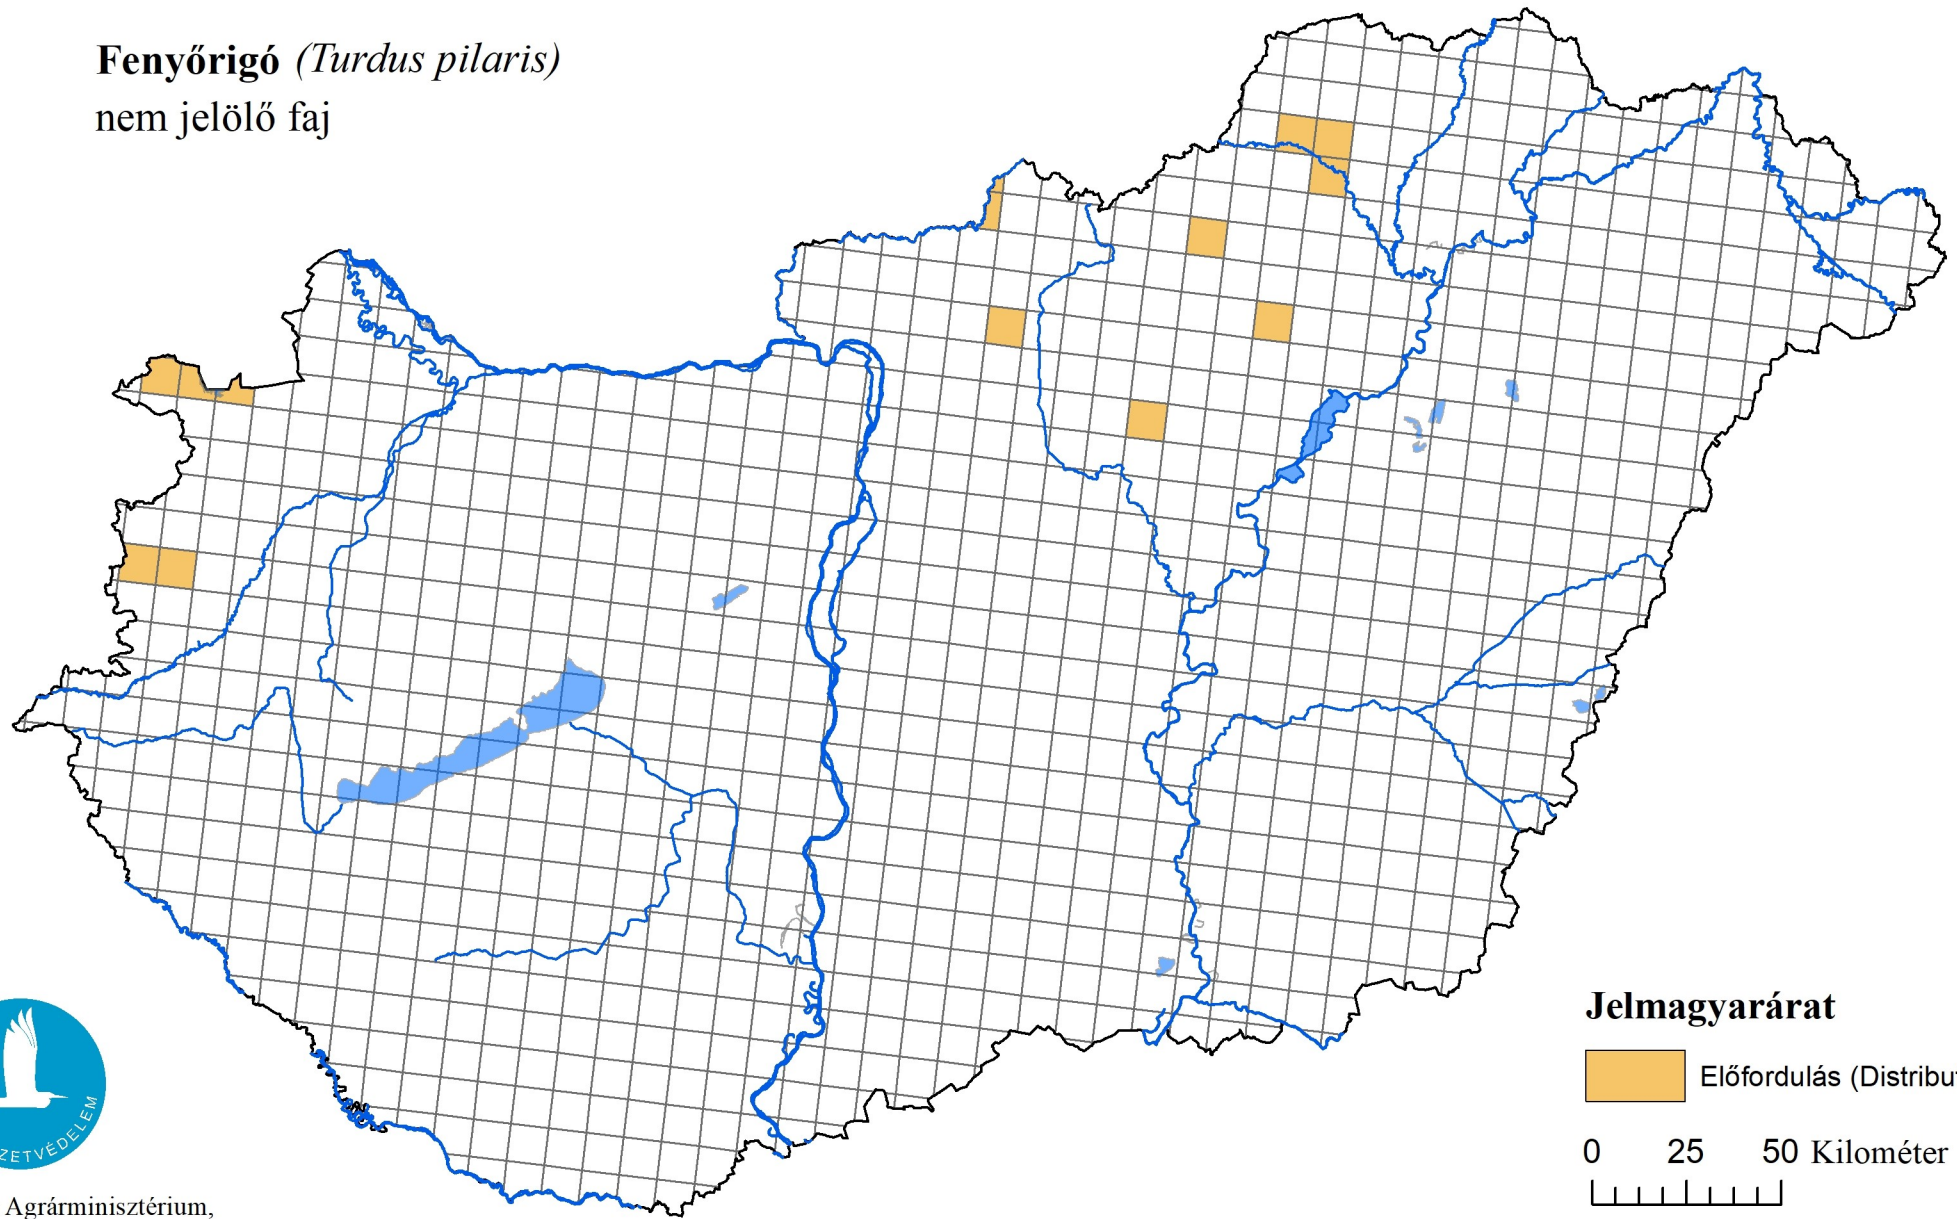 Fenyőrigó (Turdus pilaris)
nem jelölő faj
Jelmagyarárat
Előfordulás (Distribu
0 25 50 Kilométer
ZETVÉDELEM
Agrárminisztérium,